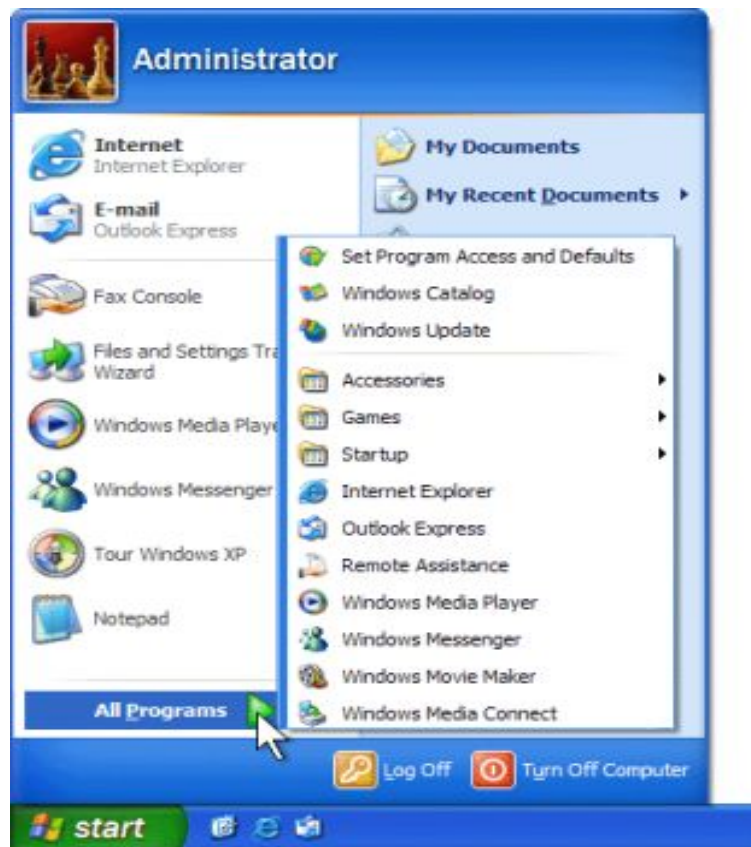 Administrator
Internet
Internet Explorer
E-mail
Outlook Express
Fax Console
Files and Settings Tra
Wizard
Windows Media Playe
Windows Messenger
Tour Windows XP
Notepad
All Programs
My Documents
My Recent Documents
Set Program Access and Defaults
Windows Catalog
Windows Update
Accessories
Games
Startup
Internet Explorer
Outlook Express
Remote Assistance
Windows Media Player
Windows Messenger
Windows Movie Maker
Windows Media Connect
Log Off
Turn Off Computer
start